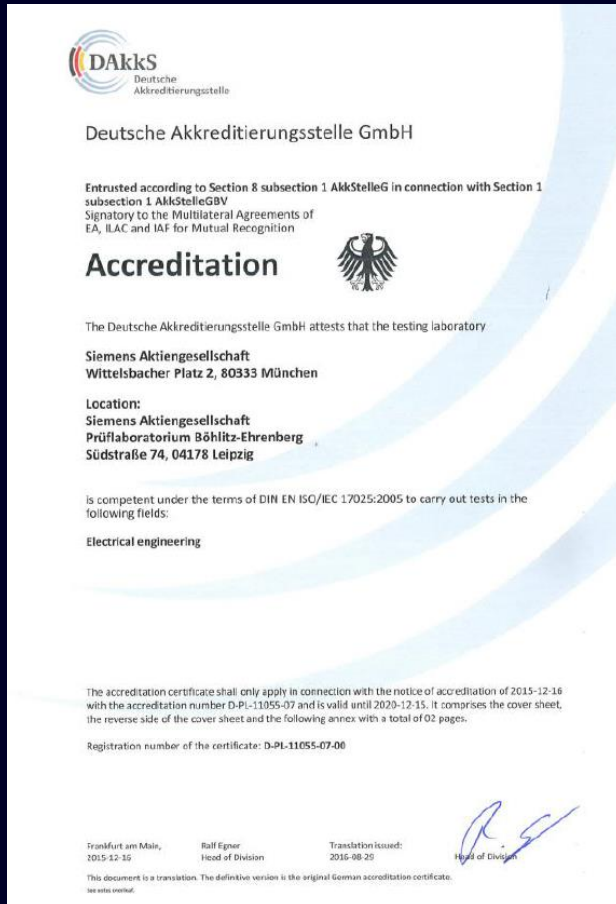 DAkkS
Deutsche
Akkreditierungsstelle
Deutsche Akkreditierungsstelle GmbH
Entrusted according to Section 8 subsection 1 AkkStelleG in connection with Section 1
subsection 1 AkkStelleGBV
Signatory to the Multilateral Agreements of
EA, ILAC and IAF for Mutual Recognition
Accreditation
The Deutsche Akkreditierungsstelle GmbH attests that the testing laboratory
Siemens Aktiengesellschaft
Wittelsbacher Platz 2, 80333 München
Location:
Siemens Aktiengesellschaft
Prüflaboratorium Böhlitz-Ehrenberg
Südstraße 74, 04178 Leipzig
is competent under the terms of DIN EN ISO/IEC 17025:2005 to carry out tests in the
following fields:
Electrical engineering
The accreditation certificate shall only apply in connection with the notice of accreditation of 2015-12-16
with the accreditation number D-PL-11055-07 and is valid until 2020-12-15. It comprises the cover sheet,
the reverse side of the cover sheet and the following annex with a total of 02 pages.
Registration number of the certificate: D-PL-11055-07-00
Frankfurt am Main,
2015-12-16
Ralf Egner
Head of Division
Translation issued:
2016-08-29
Head of Division
This document is a translation. The definitive version is the original German accreditation certificate.
See notes overleaf.